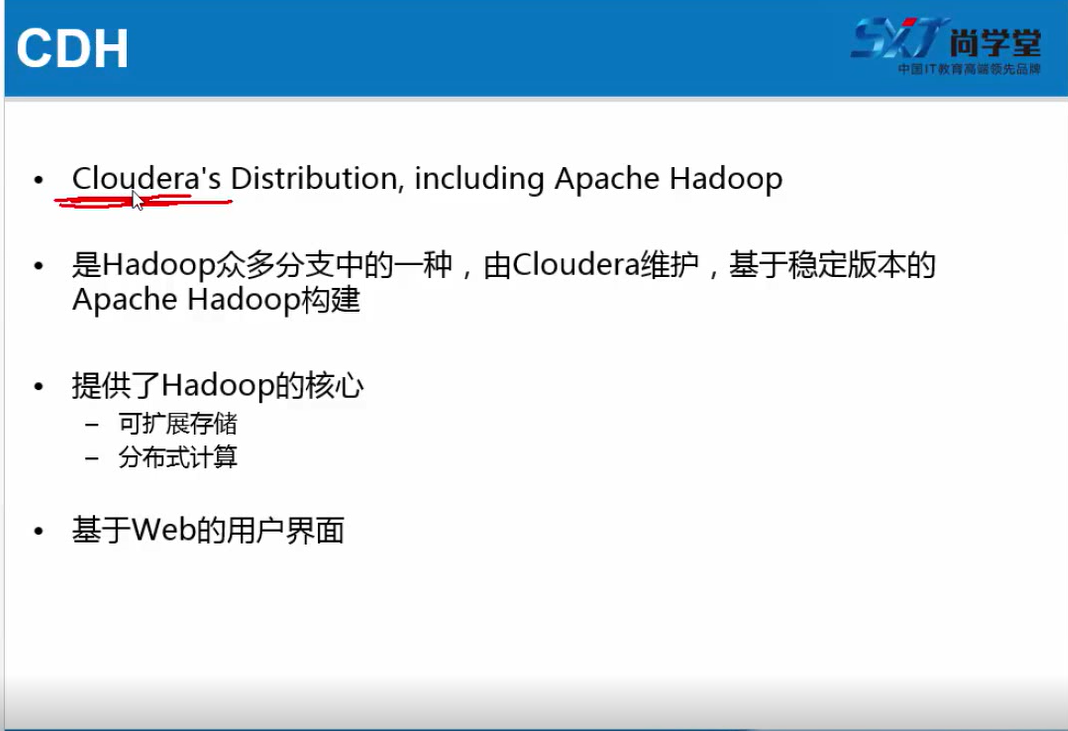 CDH
SXT 尚学堂
中国IT教育高端领先品牌
• Cloudera's Distribution, including Apache Hadoop
• 是Hadoop众多分支中的一种，由Cloudera维护，基于稳定版本的
Apache Hadoop构建
• 提供了Hadoop的核心
– 可扩展存储
– 分布式计算
• 基于Web的用户界面